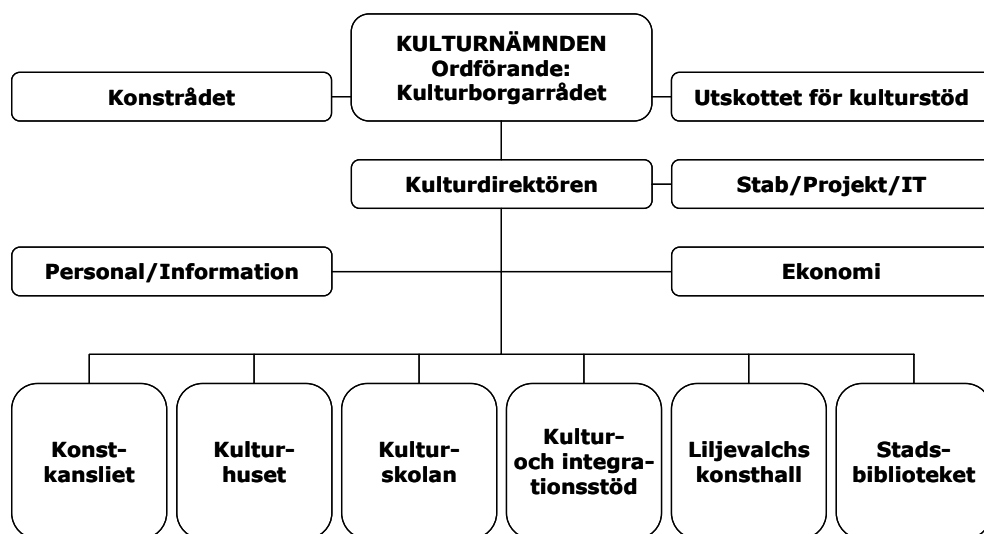 KULTURNÄMNDEN
Ordförande:
Kulturborgarrådet
Konstrådet
Utskottet för kulturstöd
Kulturdirektören
Stab/Projekt/IT
Personal/Information
Ekonomi
Konst-
kansliet
Kultur-
huset
Kultur-
skolan
Kultur-
och integra-
tionsstöd
Liljevalchs
konsthall
Stads-
biblioteket